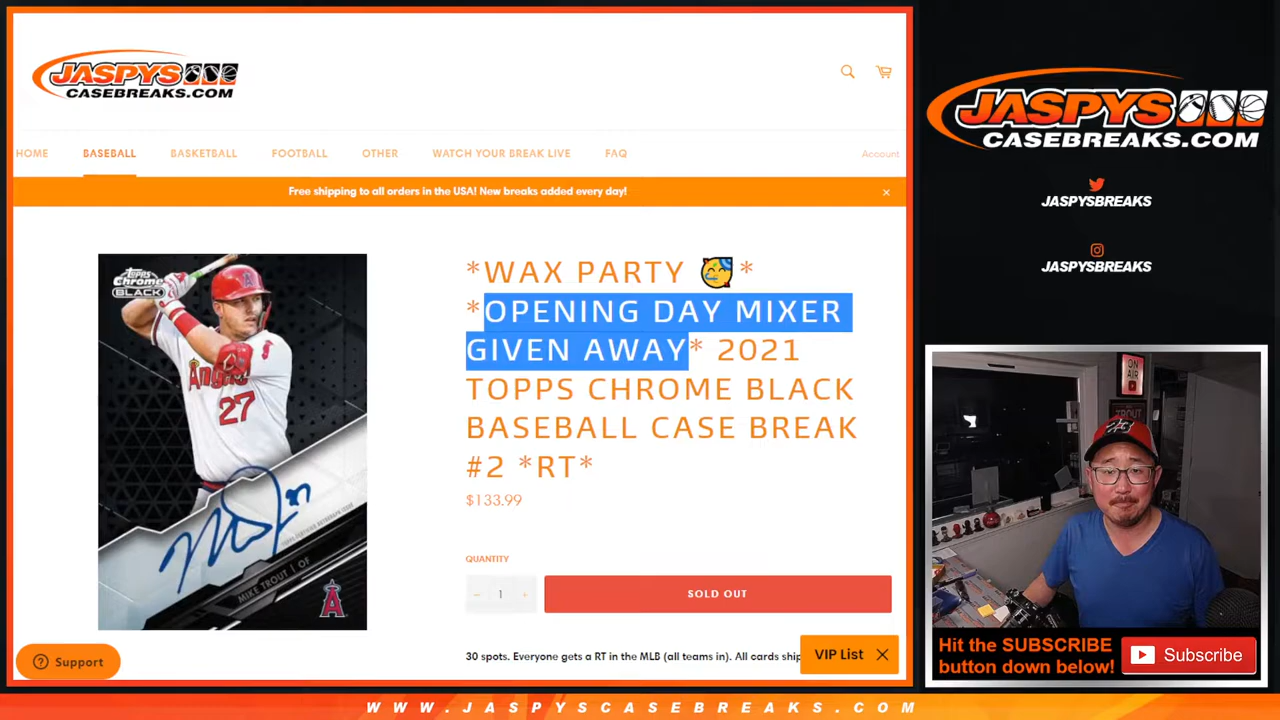 JASPYS
CASEBREAKS.COM
HOME BASEBALL BASKETBALL FOOTBALL OTHER WATCH YOUR BREAK LIVE FAQ Account
Free shipping to all orders in the USA! New breaks added every day! ×
Topps
Chrome
BLACK
Angels
27
MIKE TROUT | OF
*WAX PARTY 🥳*
*OPENING DAY MIXER
GIVEN AWAY* 2021
TOPPS CHROME BLACK
BASEBALL CASE BREAK
#2 *RT*
$133.99
QUANTITY
− 1 +
SOLD OUT
30 spots. Everyone gets a RT in the MLB (all teams in). All cards ship
Support
VIP List ×
JASPYS
CASEBREAKS.COM
JASPYSBREAKS
JASPYSBREAKS
ON
AIR
TROUT
Hit the SUBSCRIBE
button down below!
Subscribe
WWW.JASPYSCASEBREAKS.COM